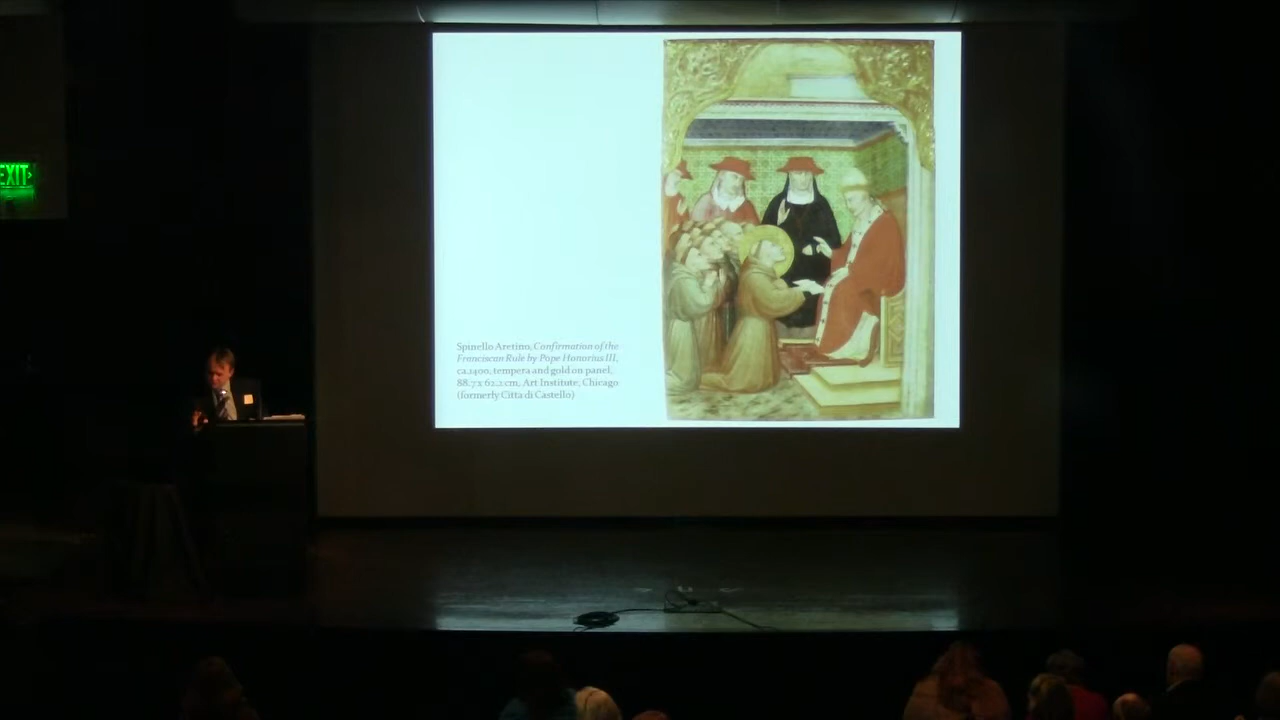 EXIT
Spinello Aretino, Confirmation of the
Franciscan Rule by Pope Honorius III,
ca.1400, tempera and gold on panel,
88.7 x 62.2 cm, Art Institute, Chicago
(formerly Citta di Castello)